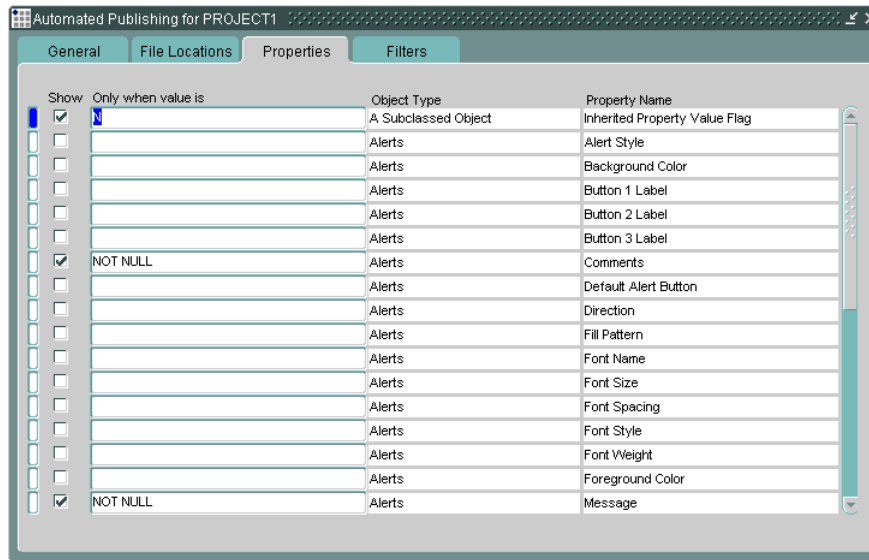 Automated Publishing for PROJECT1
General File Locations Properties Filters
Show Only when value is Object Type Property Name
N A Subclassed Object Inherited Property Value Flag
Alerts Alert Style
Alerts Background Color
Alerts Button 1 Label
Alerts Button 2 Label
Alerts Button 3 Label
NOT NULL Alerts Comments
Alerts Default Alert Button
Alerts Direction
Alerts Fill Pattern
Alerts Font Name
Alerts Font Size
Alerts Font Spacing
Alerts Font Style
Alerts Font Weight
Alerts Foreground Color
NOT NULL Alerts Message